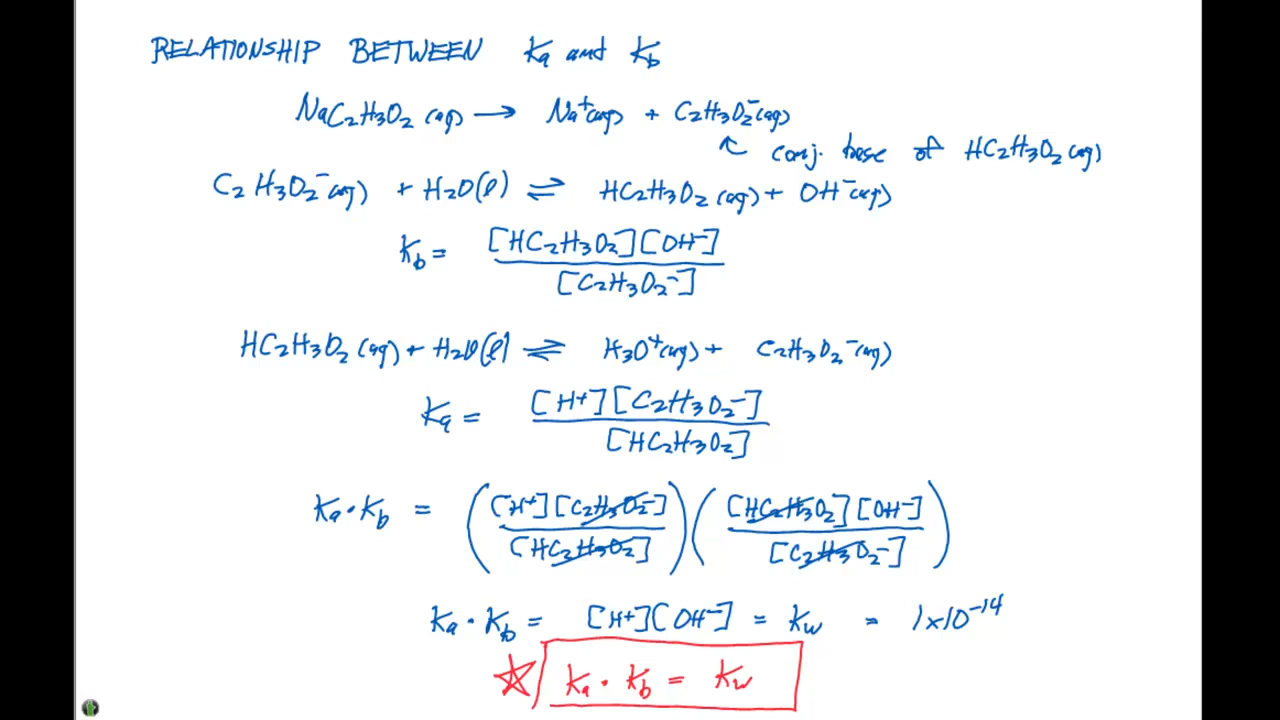 RELATIONSHIP BETWEEN Ka and Kb
NaC2H3O2 (aq) → Na+(aq) + C2H3O2-(aq)
↖ conj. base of HC2H3O2(aq)
C2H3O2-(aq) + H2O(l) ⇌ HC2H3O2(aq) + OH-(aq)
Kb = [HC2H3O2][OH-] / [C2H3O2-]
HC2H3O2(aq) + H2O(l) ⇌ H3O+(aq) + C2H3O2-(aq)
Ka = [H+][C2H3O2-] / [HC2H3O2]
Ka · Kb = ([H+][C2H3O2-] / [HC2H3O2]) ([HC2H3O2][OH-] / [C2H3O2-])
Ka · Kb = [H+][OH-] = Kw = 1x10-14
☆ Ka · Kb = Kw